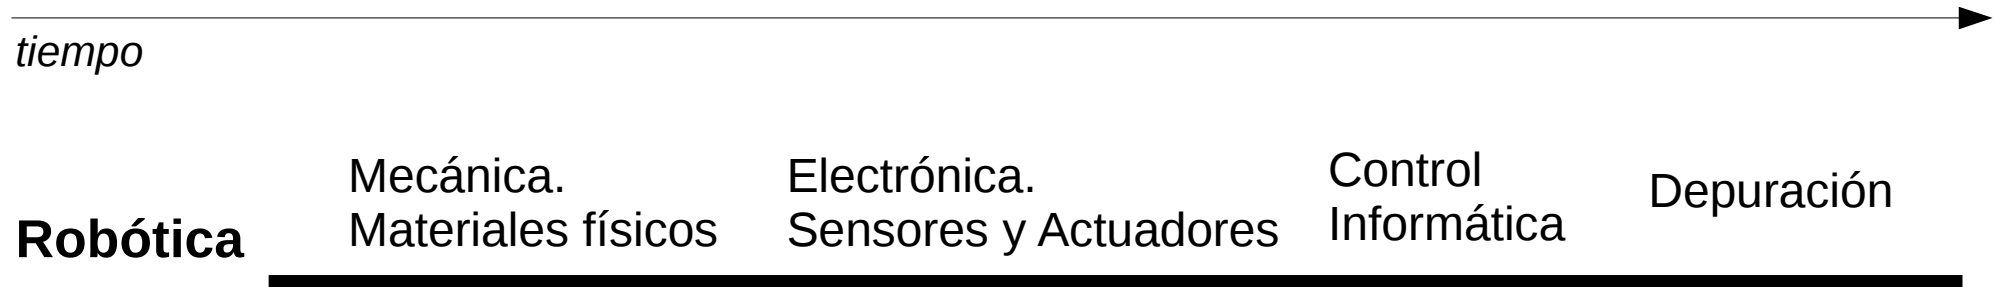 tiempo
Robótica
Mecánica.
Materiales físicos
Electrónica.
Sensores y Actuadores
Control
Informática
Depuración